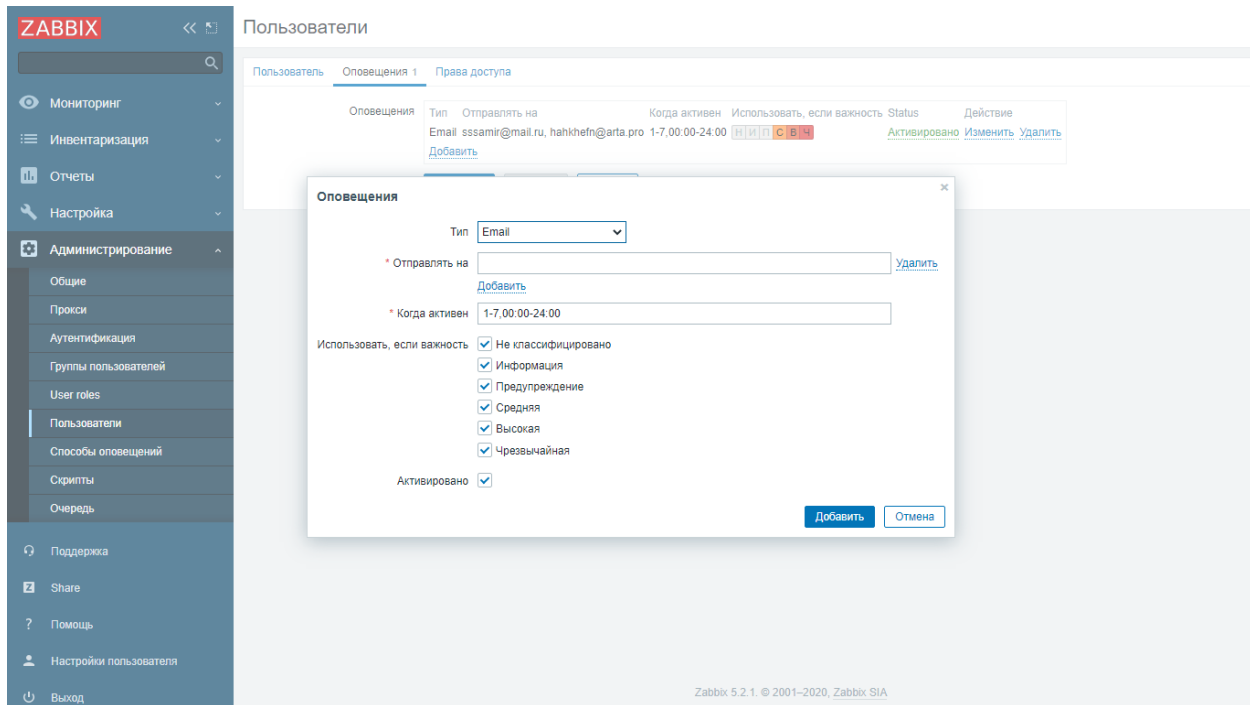 ZABBIX
Пользователи
Пользователь Оповещения 1 Права доступа
Оповещения
Тип Отправлять на Когда активен Использовать, если важность Status Действие
Email sssamir@mail.ru, hahkhefn@arta.pro 1-7,00:00-24:00 Н И П С В Ч Активировано Изменить Удалить
Добавить
Мониторинг
Инвентаризация
Отчеты
Настройка
Администрирование
Общие
Прокси
Аутентификация
Группы пользователей
User roles
Пользователи
Способы оповещений
Скрипты
Очередь
Поддержка
Share
Помощь
Настройки пользователя
Выход
Оповещения
Тип Email
* Отправлять на Удалить
Добавить
* Когда активен 1-7,00:00-24:00
Использовать, если важность Не классифицировано
Информация
Предупреждение
Средняя
Высокая
Чрезвычайная
Активировано
Добавить Отмена
Zabbix 5.2.1. © 2001–2020, Zabbix SIA